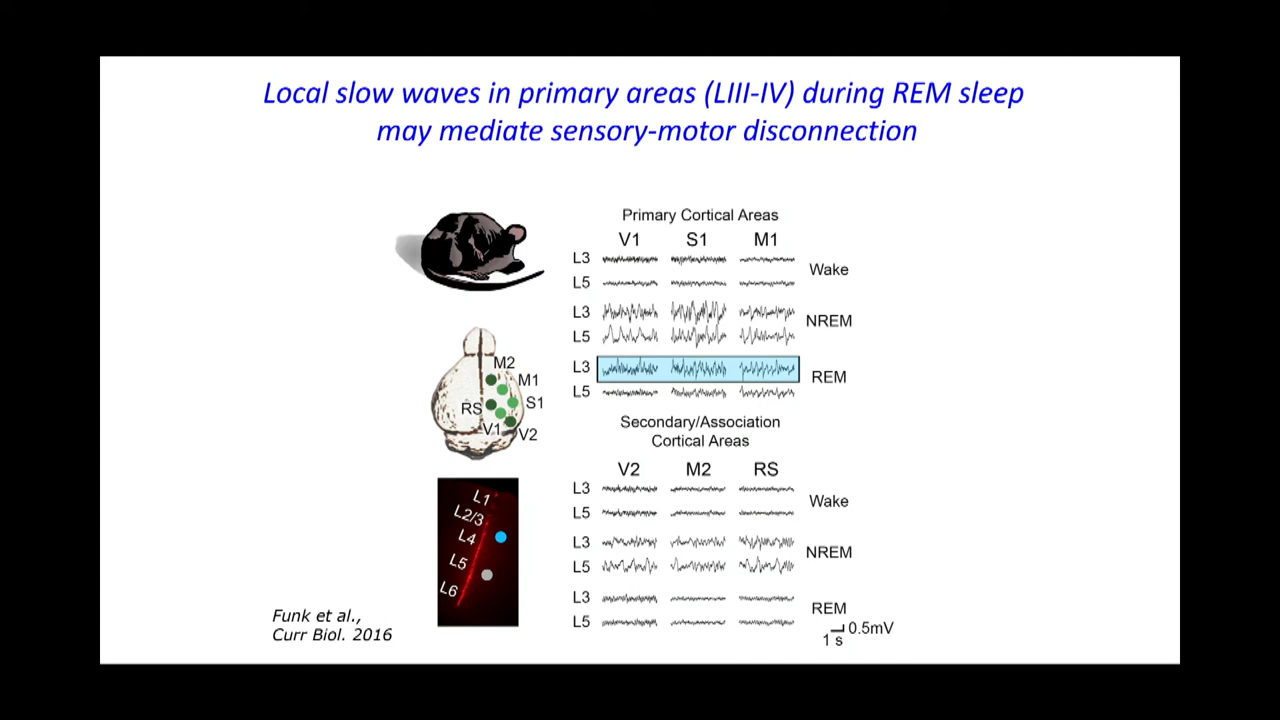 Local slow waves in primary areas (LIII-IV) during REM sleep
may mediate sensory-motor disconnection
Primary Cortical Areas
V1 S1 M1
L3
L5
Wake
L3
L5
NREM
L3
L5
REM
M2
M1
RS
S1
V1
V2
Secondary/Association
Cortical Areas
V2 M2 RS
L3
L5
Wake
L3
L5
NREM
L3
L5
REM
0.5mV
1 s
L1
L2/3
L4
L5
L6
Funk et al.,
Curr Biol. 2016